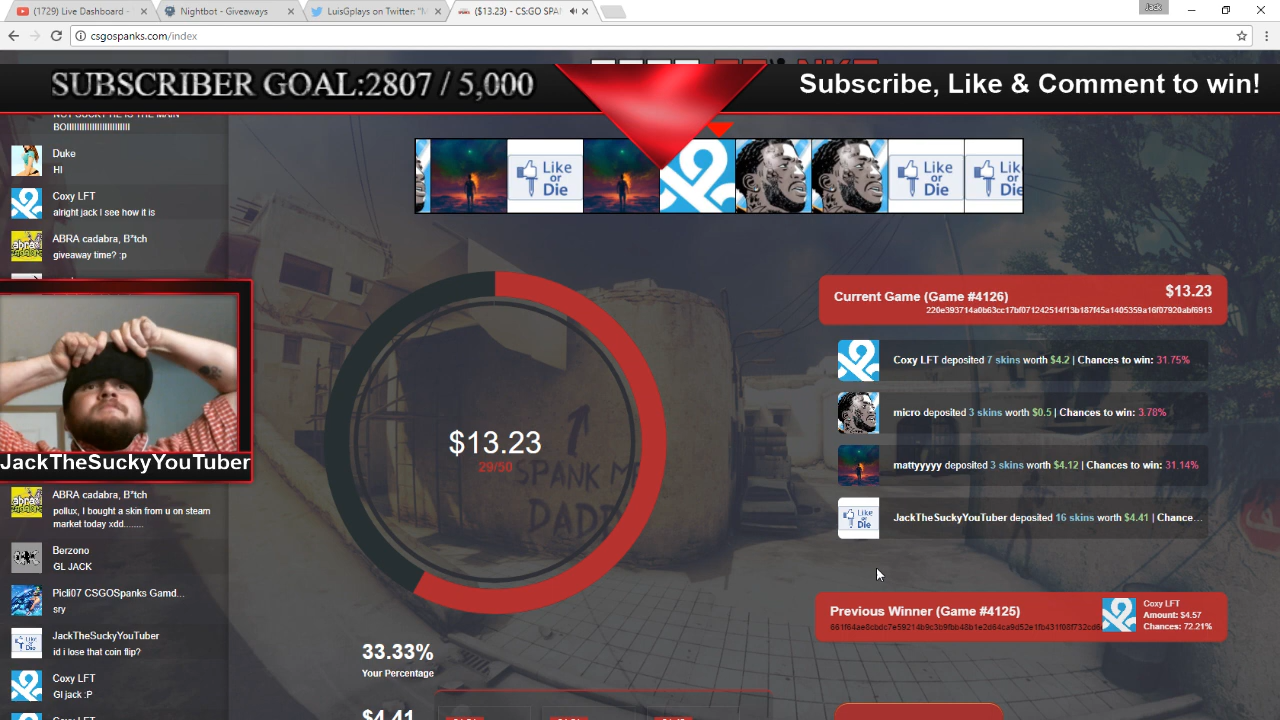 (1729) Live Dashboard -
Nightbot - Giveaways
LuisGplays on Twitter: "M
($13.23) - CS:GO SPAN
Jack
csgospanks.com/index
SUBSCRIBER GOAL:2807 / 5,000
Subscribe, Like & Comment to win!
Duke
HI
Coxy LFT
alright jack I see how it is
ABRA cadabra, B*tch
giveaway time? :p
JackTheSuckyYouTuber
ABRA cadabra, B*tch
pollux, I bought a skin from u on steam
market today xdd........
Berzono
GL JACK
Picli07 CSGOSpanks Gamd...
sry
JackTheSuckyYouTuber
id i lose that coin flip?
Coxy LFT
Gl jack :P
Like
or
Die
Like
or
Die
$13.23
29/50
SPANK ME
DADD
33.33%
Your Percentage
$4.41
Current Game (Game #4126)
$13.23
220e393714a0b63cc17bf071242514f13b187f45a1405359a16f07920abf6913
Coxy LFT deposited 7 skins worth $4.2 | Chances to win: 31.75%
micro deposited 3 skins worth $0.5 | Chances to win: 3.78%
mattyyyyy deposited 3 skins worth $4.12 | Chances to win: 31.14%
JackTheSuckyYouTuber deposited 16 skins worth $4.41 | Chance...
Previous Winner (Game #4125)
Coxy LFT
Amount: $4.57
Chances: 72.21%